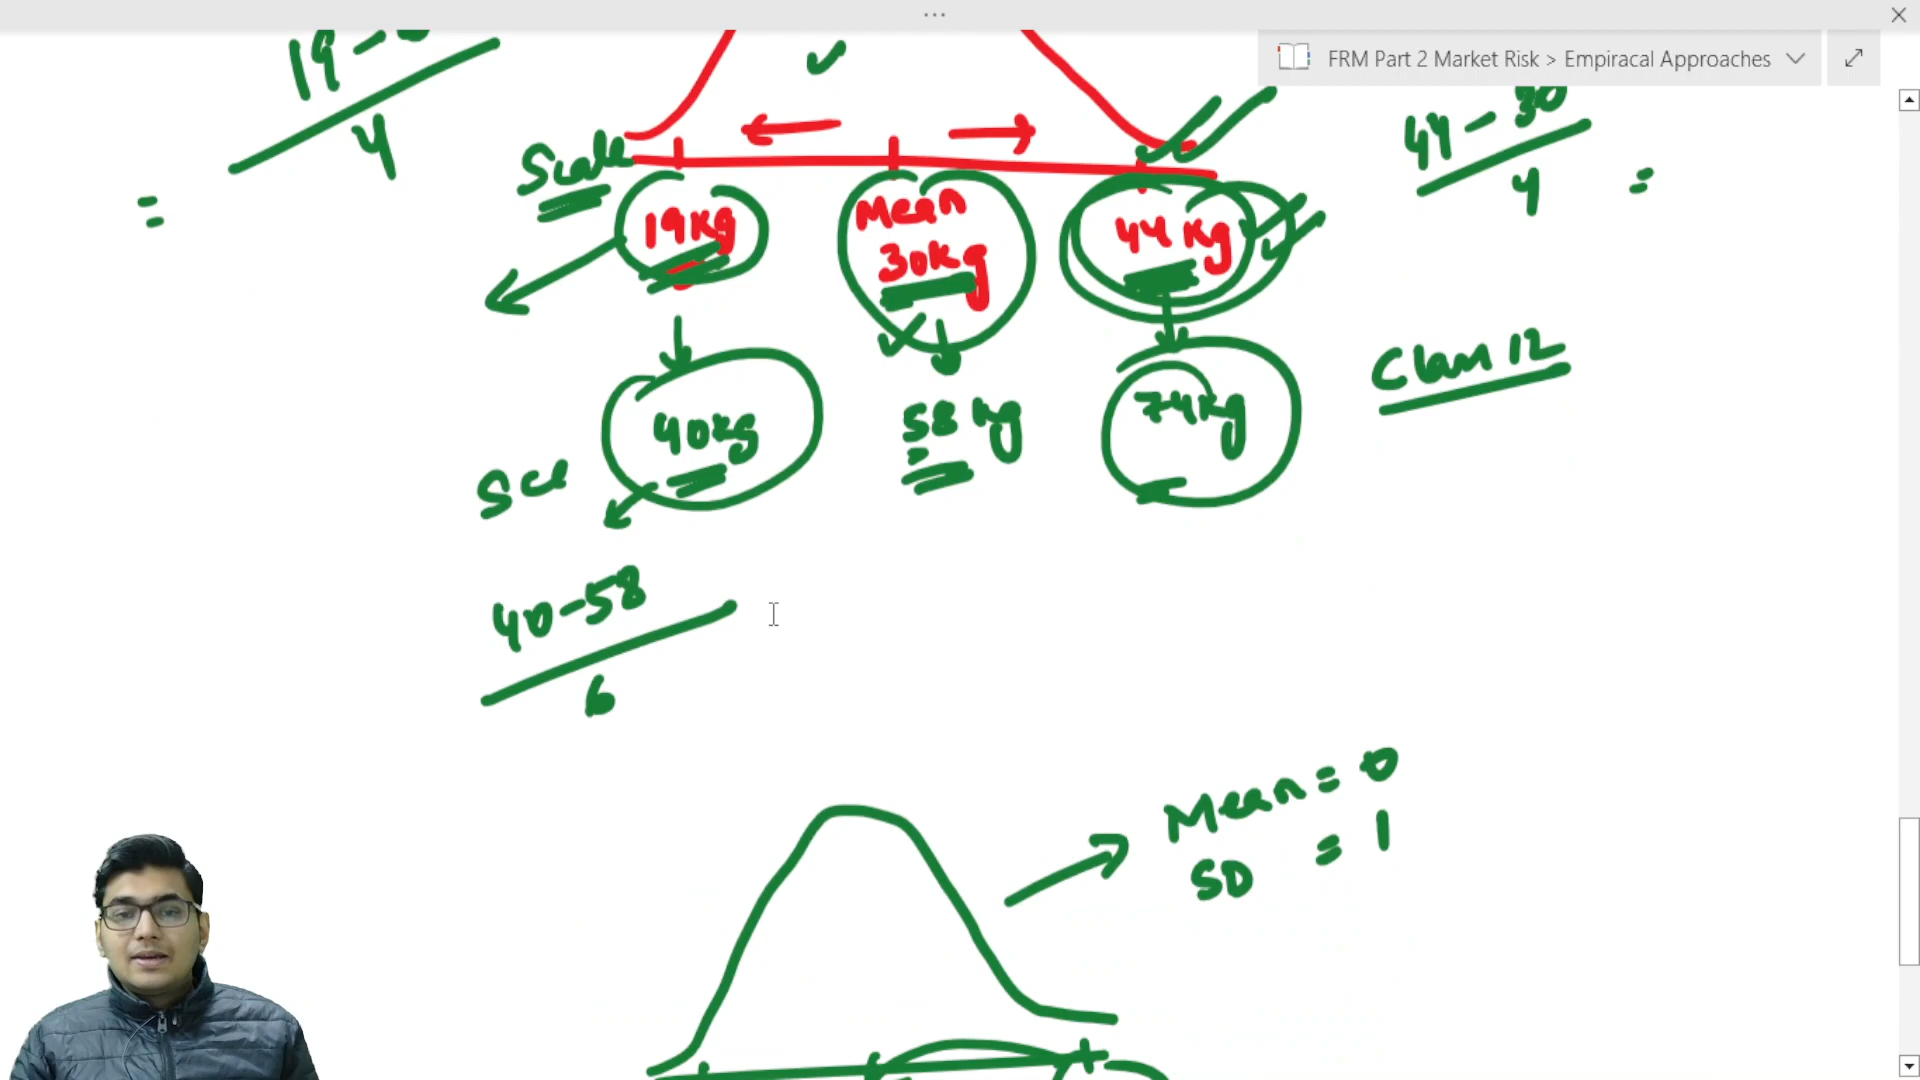 FRM Part 2 Market Risk > Empiracal Approaches
19 -
4
=
Scale
44 - 30
4
=
19kg
Mean
30kg
44 kg
Class 12
40kg
58 kg
74kg
Scl
40-58
6
Mean = 0
SD = 1